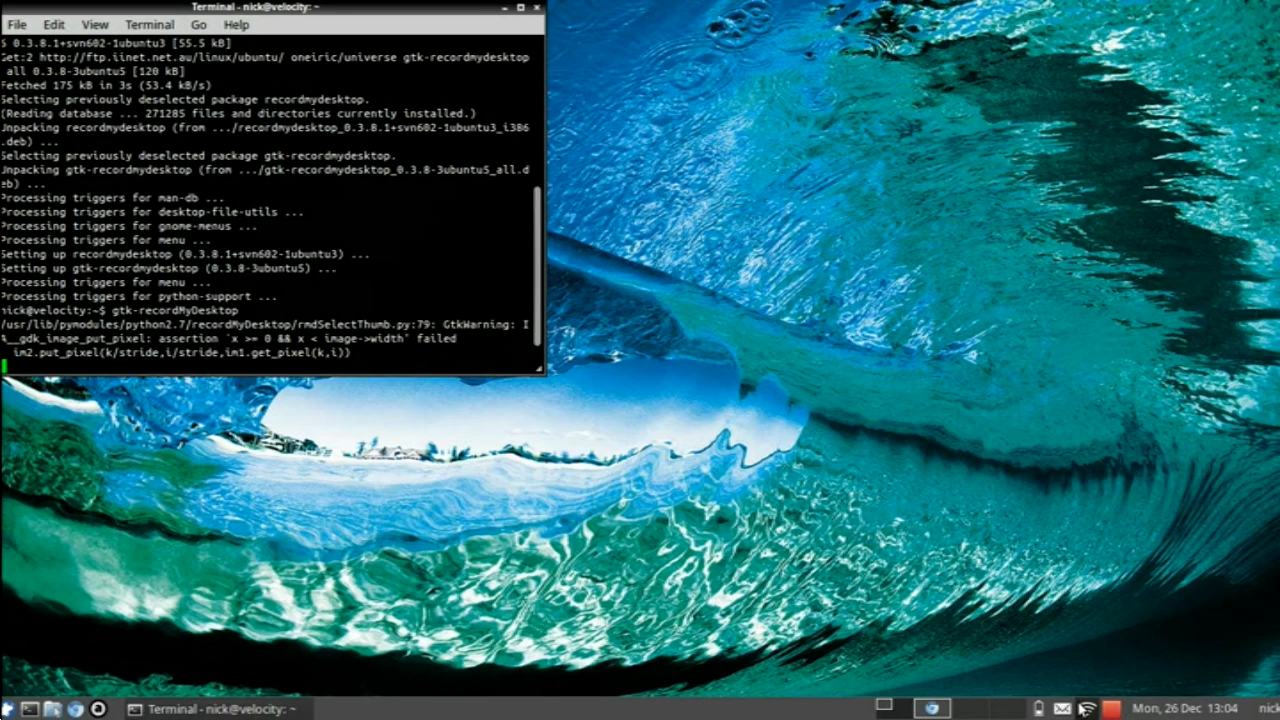 Terminal - nick@velocity: ~
File Edit View Terminal Go Help
5 0.3.8.1+svn602-1ubuntu3 [55.5 kB]
Get:2 http://ftp.iinet.net.au/linux/ubuntu/ oneiric/universe gtk-recordmydesktop
all 0.3.8-3ubuntu5 [120 kB]
Fetched 175 kB in 3s (53.4 kB/s)
Selecting previously deselected package recordmydesktop.
(Reading database ... 271285 files and directories currently installed.)
Unpacking recordmydesktop (from .../recordmydesktop_0.3.8.1+svn602-1ubuntu3_i386
.deb) ...
Selecting previously deselected package gtk-recordmydesktop.
Unpacking gtk-recordmydesktop (from .../gtk-recordmydesktop_0.3.8-3ubuntu5_all.d
eb) ...
Processing triggers for man-db ...
Processing triggers for desktop-file-utils ...
Processing triggers for gnome-menus ...
Processing triggers for menu ...
Setting up recordmydesktop (0.3.8.1+svn602-1ubuntu3) ...
Setting up gtk-recordmydesktop (0.3.8-3ubuntu5) ...
Processing triggers for menu ...
Processing triggers for python-support ...
nick@velocity:~$ gtk-recordMyDesktop
/usr/lib/pymodules/python2.7/recordMyDesktop/rmdSelectThumb.py:79: GtkWarning: I
A__gdk_image_put_pixel: assertion `x >= 0 && x < image->width' failed
im2.put_pixel(k/stride,i/stride,im1.get_pixel(k,i))
Terminal - nick@velocity: ~
Mon, 26 Dec 13:04
nick